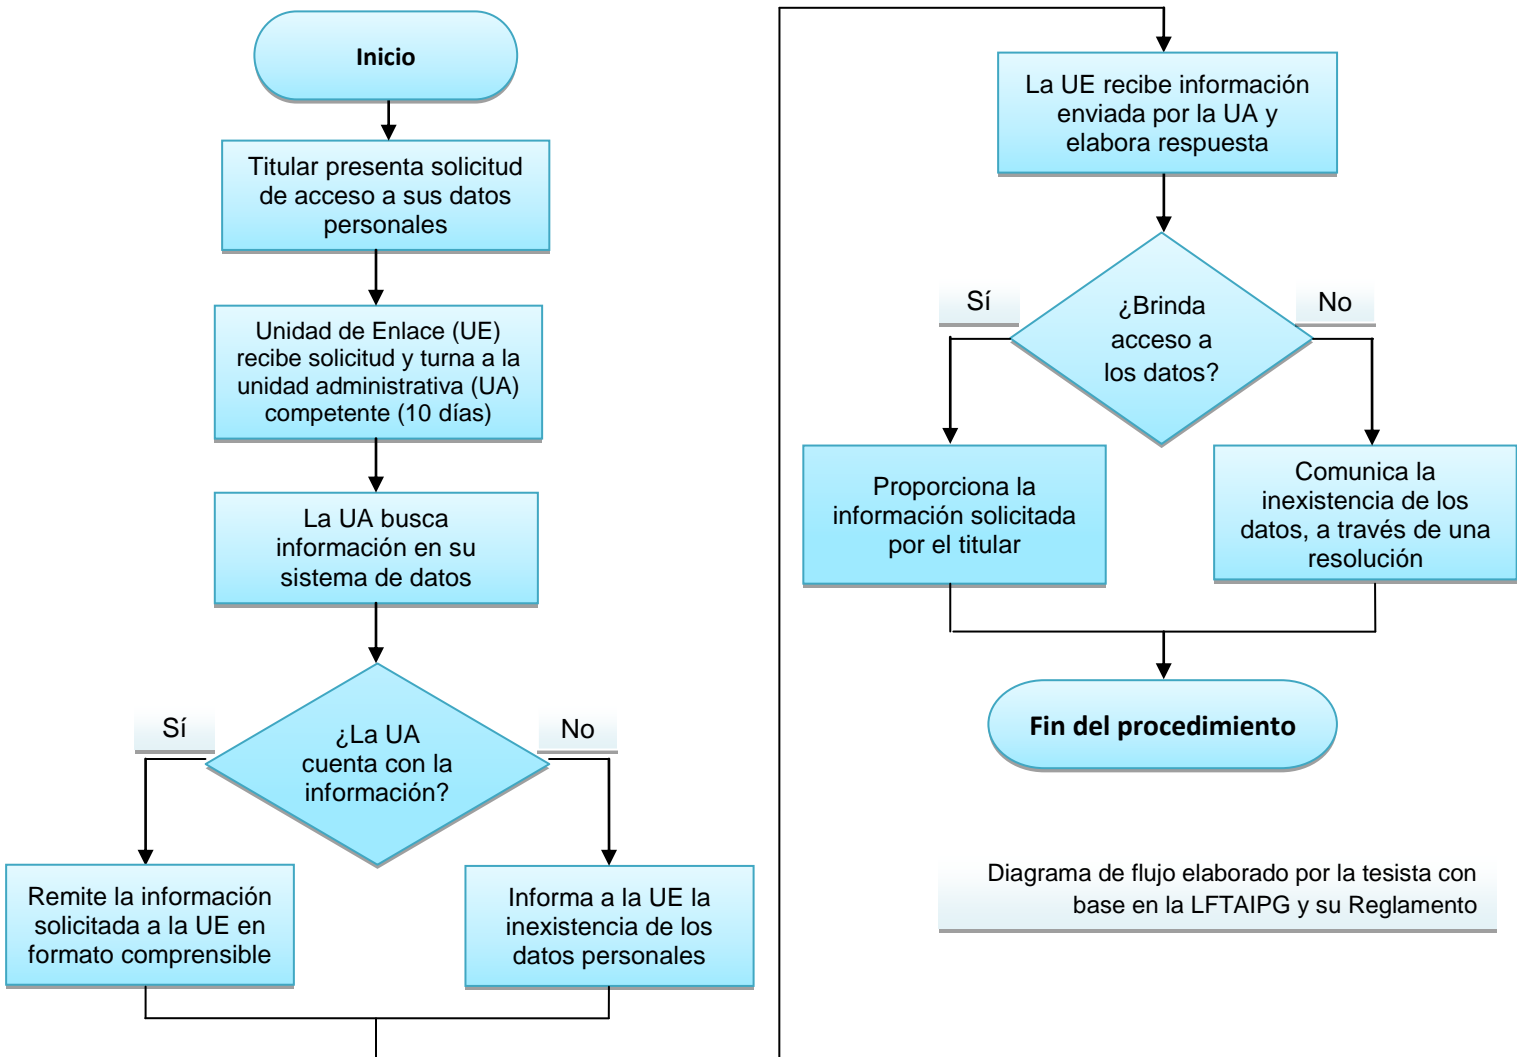 Inicio
Titular presenta solicitud
de acceso a sus datos
personales
Unidad de Enlace (UE)
recibe solicitud y turna a la
unidad administrativa (UA)
competente (10 días)
La UA busca
información en su
sistema de datos
¿La UA
cuenta con la
información?
Sí
No
Remite la información
solicitada a la UE en
formato comprensible
Informa a la UE la
inexistencia de los
datos personales
La UE recibe información
enviada por la UA y
elabora respuesta
¿Brinda
acceso a
los datos?
Sí
No
Proporciona la
información solicitada
por el titular
Comunica la
inexistencia de los
datos, a través de una
resolución
Fin del procedimiento
Diagrama de flujo elaborado por la tesista con
base en la LFTAIPG y su Reglamento